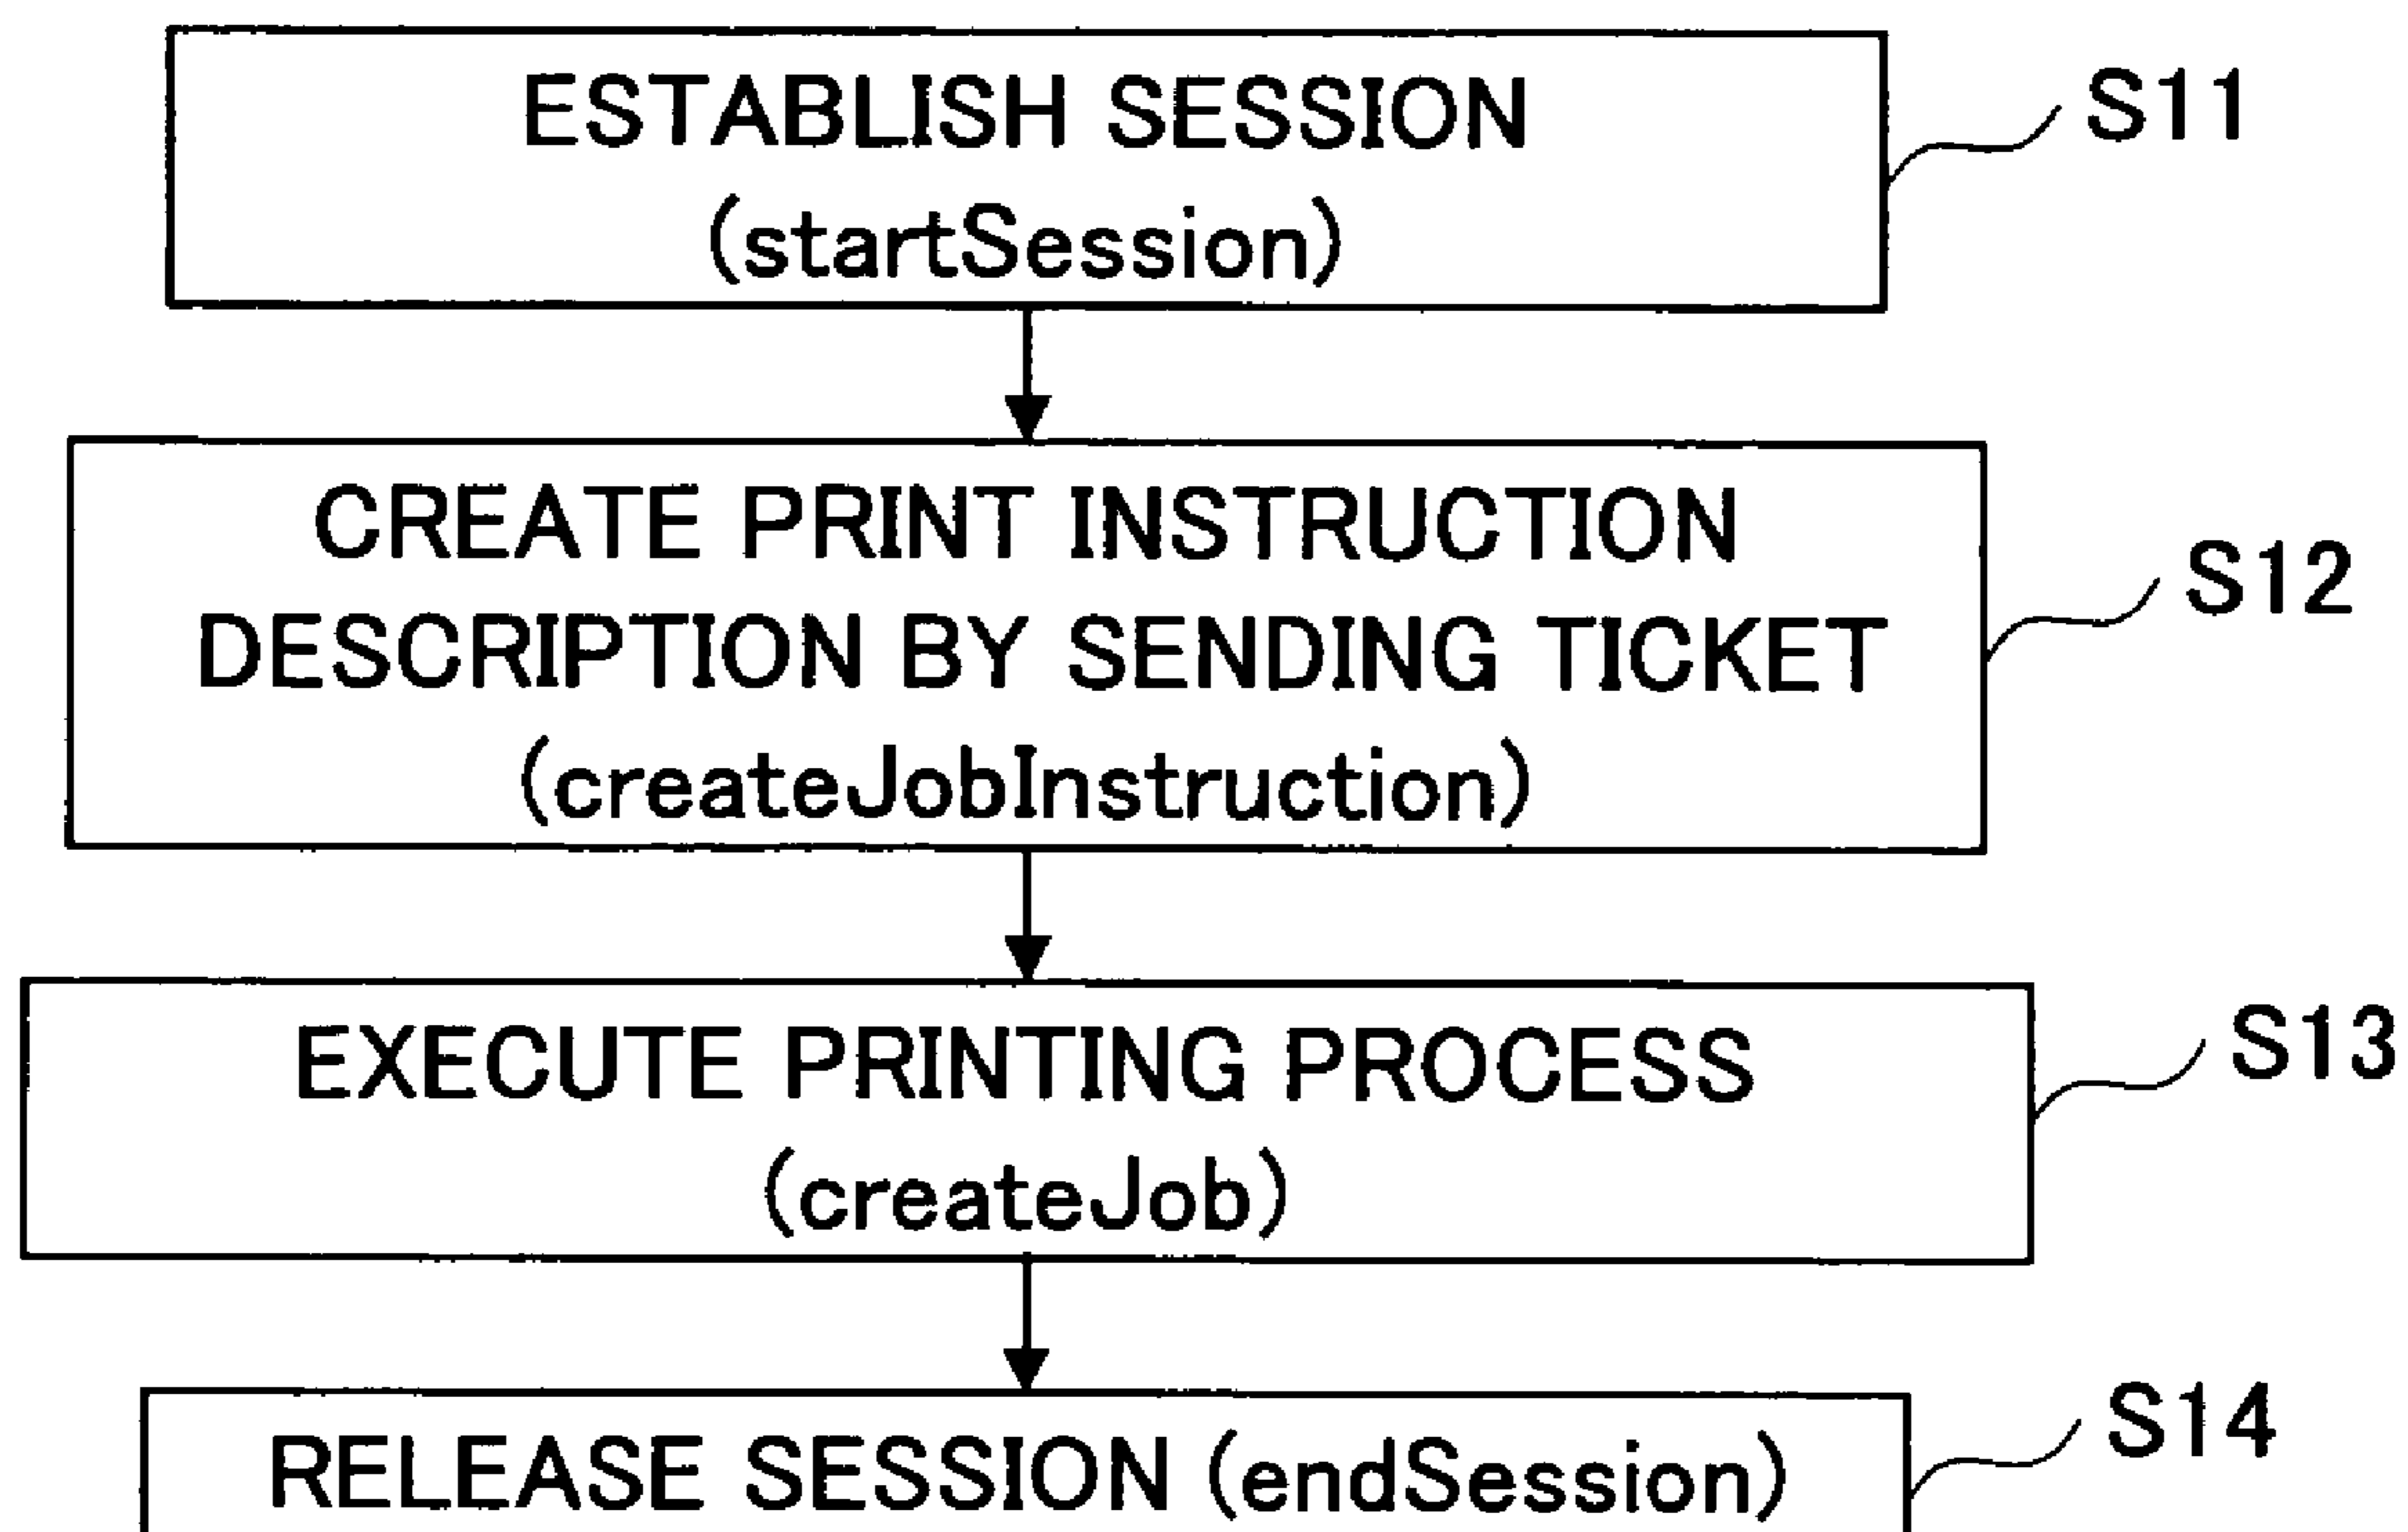 ESTABLISH SESSION
(startSession)
S11
CREATE PRINT INSTRUCTION
DESCRIPTION BY SENDING TICKET
(createJobInstruction)
S12
EXECUTE PRINTING PROCESS
(createJob)
S13
RELEASE SESSION (endSession)
S14